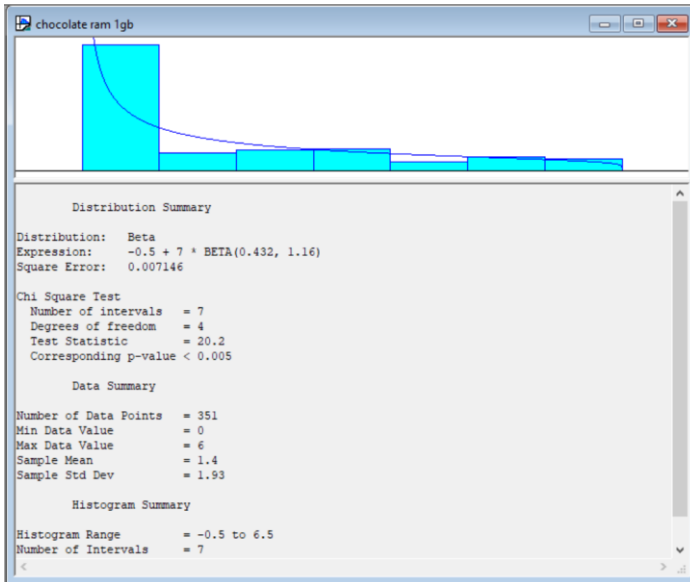 chocolate ram 1gb
Distribution Summary
Distribution: Beta
Expression: -0.5 + 7 * BETA(0.432, 1.16)
Square Error: 0.007146
Chi Square Test
Number of intervals = 7
Degrees of freedom = 4
Test Statistic = 20.2
Corresponding p-value < 0.005
Data Summary
Number of Data Points = 351
Min Data Value = 0
Max Data Value = 6
Sample Mean = 1.4
Sample Std Dev = 1.93
Histogram Summary
Histogram Range = -0.5 to 6.5
Number of Intervals = 7